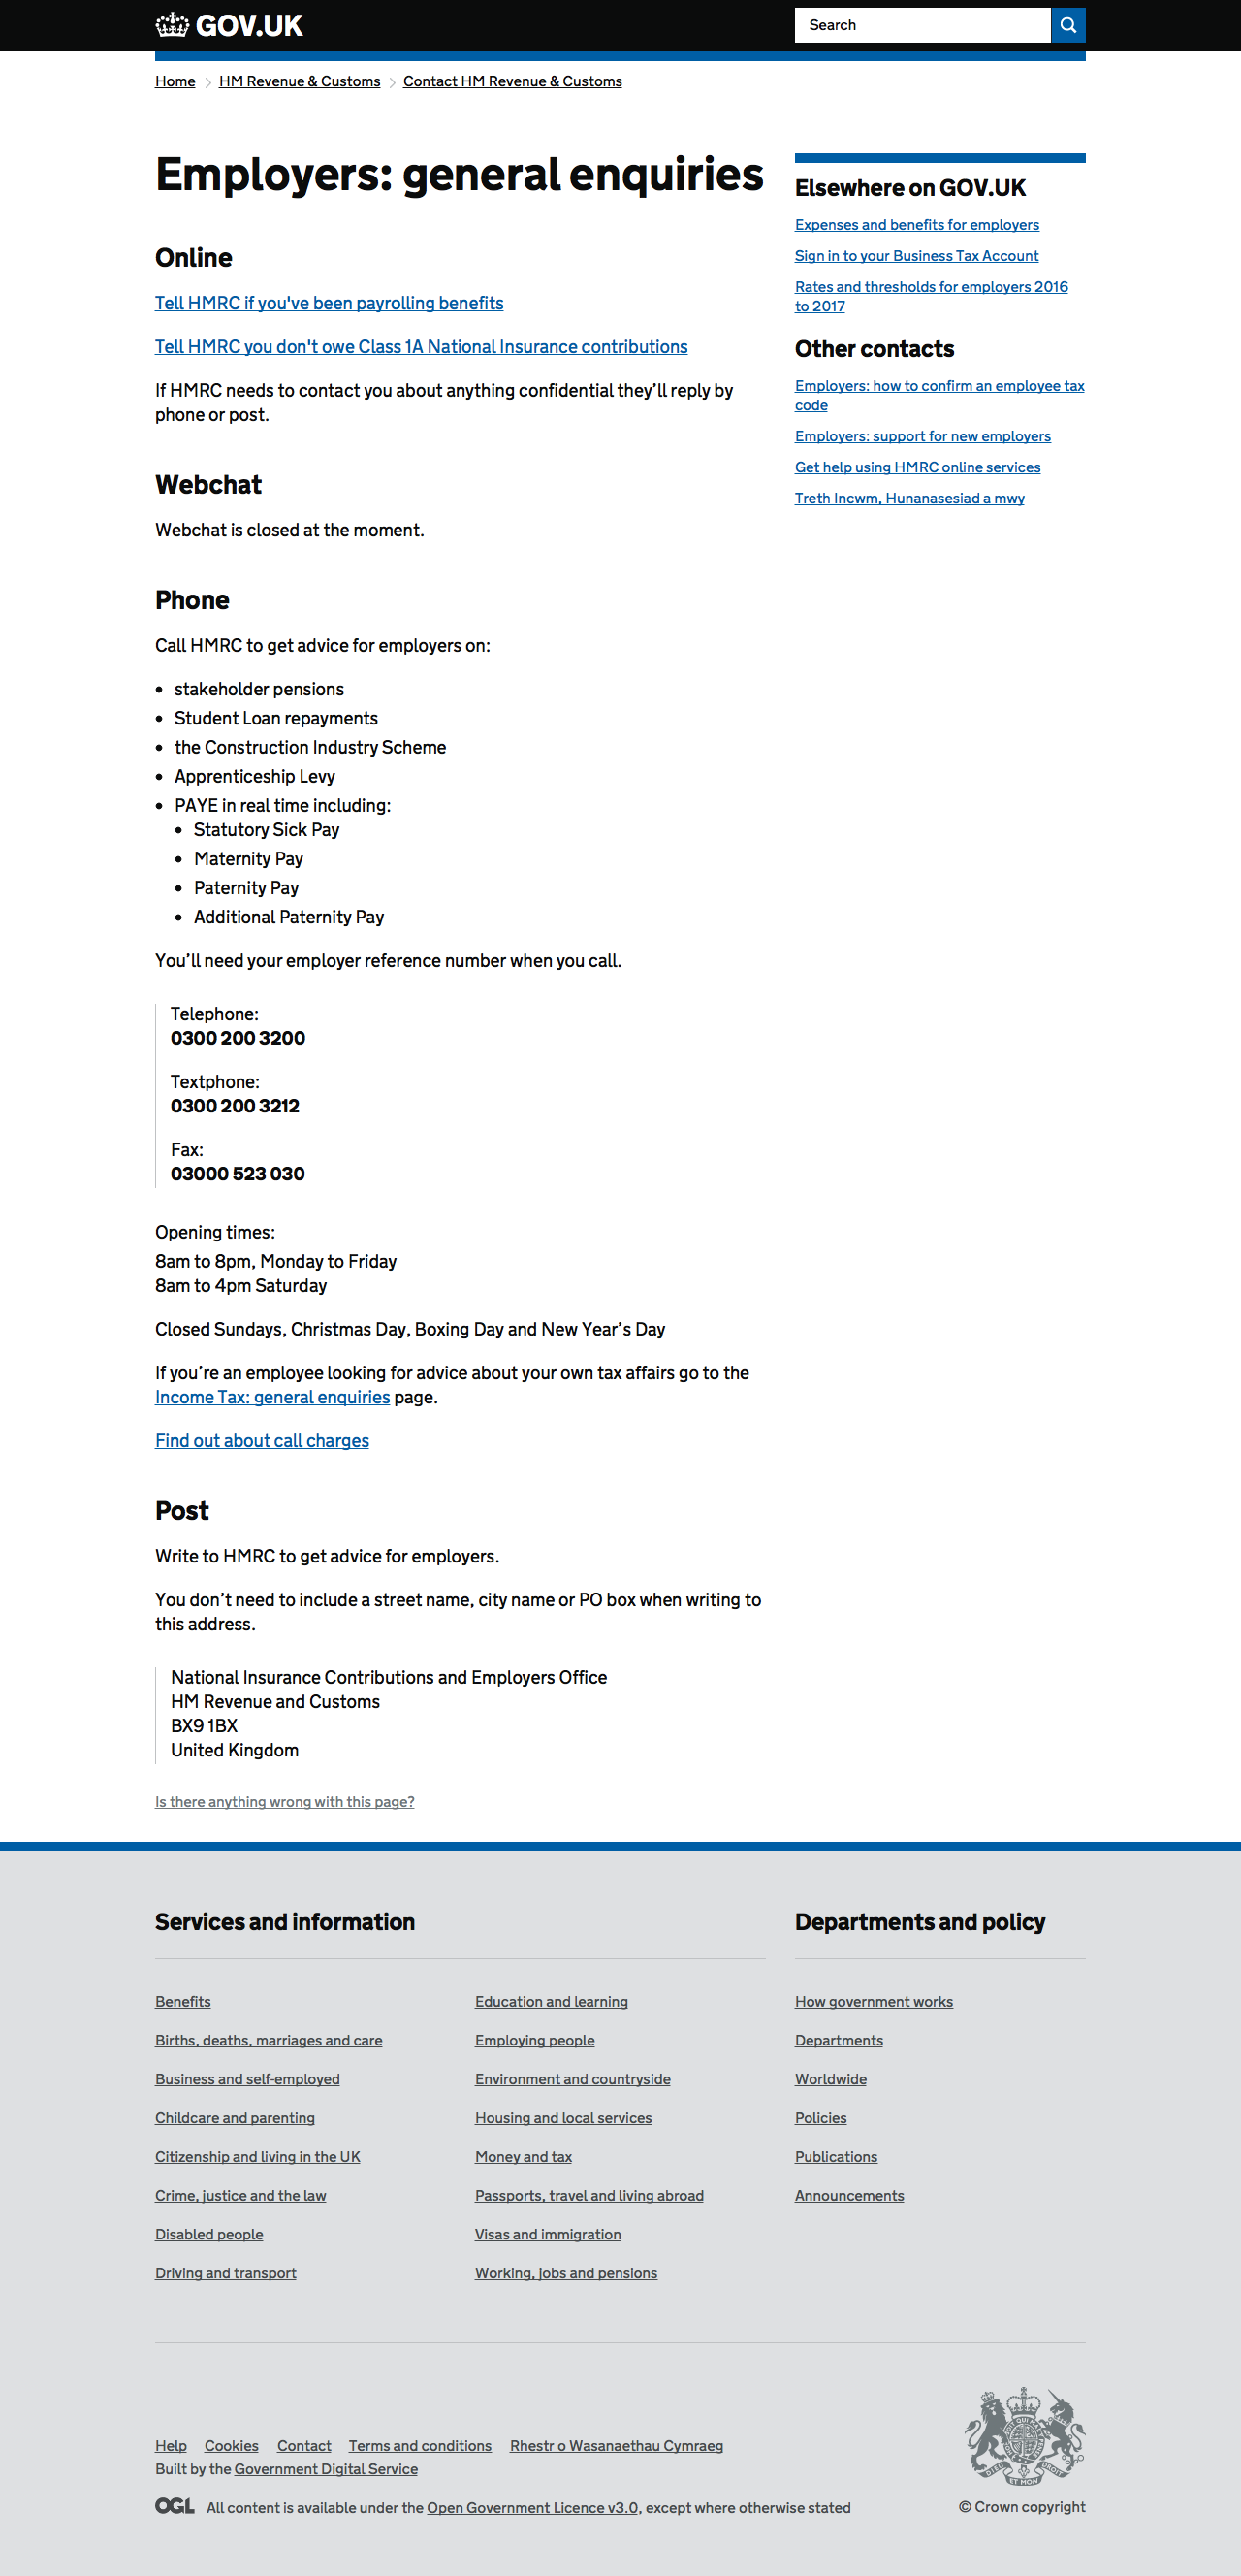 GOV.UK
Search
Home
HM Revenue & Customs
Contact HM Revenue & Customs
Employers: general enquiries
Online
Tell HMRC if you've been payrolling benefits
Tell HMRC you don't owe Class 1A National Insurance contributions
If HMRC needs to contact you about anything confidential they’ll reply by
phone or post.
Webchat
Webchat is closed at the moment.
Phone
Call HMRC to get advice for employers on:
stakeholder pensions
Student Loan repayments
the Construction Industry Scheme
Apprenticeship Levy
PAYE in real time including:
Statutory Sick Pay
Maternity Pay
Paternity Pay
Additional Paternity Pay
You’ll need your employer reference number when you call.
Telephone:
0300 200 3200
Textphone:
0300 200 3212
Fax:
03000 523 030
Opening times:
8am to 8pm, Monday to Friday
8am to 4pm Saturday
Closed Sundays, Christmas Day, Boxing Day and New Year’s Day
If you’re an employee looking for advice about your own tax affairs go to the
Income Tax: general enquiries page.
Find out about call charges
Post
Write to HMRC to get advice for employers.
You don’t need to include a street name, city name or PO box when writing to
this address.
National Insurance Contributions and Employers Office
HM Revenue and Customs
BX9 1BX
United Kingdom
Is there anything wrong with this page?
Elsewhere on GOV.UK
Expenses and benefits for employers
Sign in to your Business Tax Account
Rates and thresholds for employers 2016
to 2017
Other contacts
Employers: how to confirm an employee tax
code
Employers: support for new employers
Get help using HMRC online services
Treth Incwm, Hunanasesiad a mwy
Services and information
Benefits
Births, deaths, marriages and care
Business and self-employed
Childcare and parenting
Citizenship and living in the UK
Crime, justice and the law
Disabled people
Driving and transport
Education and learning
Employing people
Environment and countryside
Housing and local services
Money and tax
Passports, travel and living abroad
Visas and immigration
Working, jobs and pensions
Departments and policy
How government works
Departments
Worldwide
Policies
Publications
Announcements
Help
Cookies
Contact
Terms and conditions
Rhestr o Wasanaethau Cymraeg
Built by the Government Digital Service
OGL
All content is available under the Open Government Licence v3.0, except where otherwise stated
DIEU ET MON DROIT
© Crown copyright